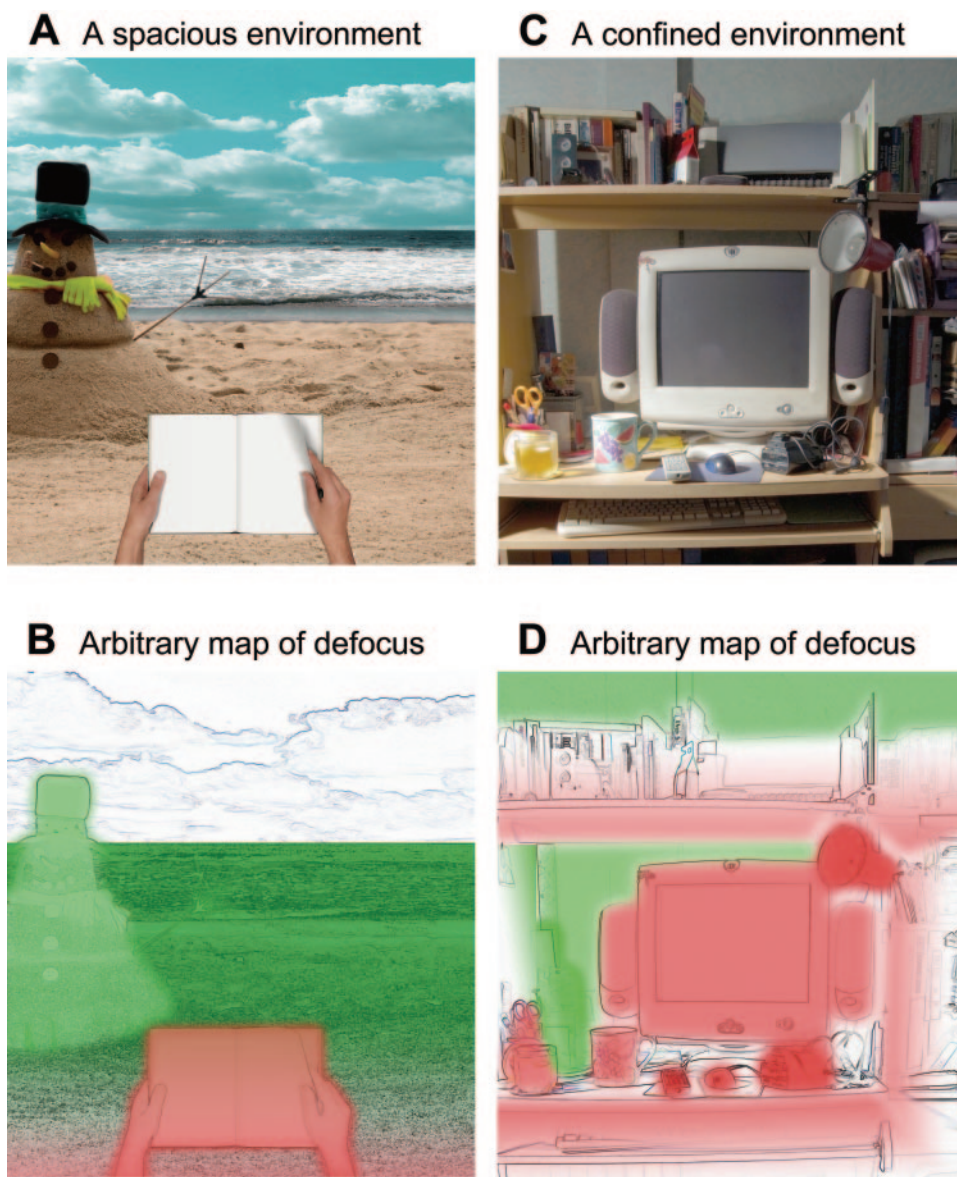 A A spacious environment
C A confined environment
B Arbitrary map of defocus
D Arbitrary map of defocus